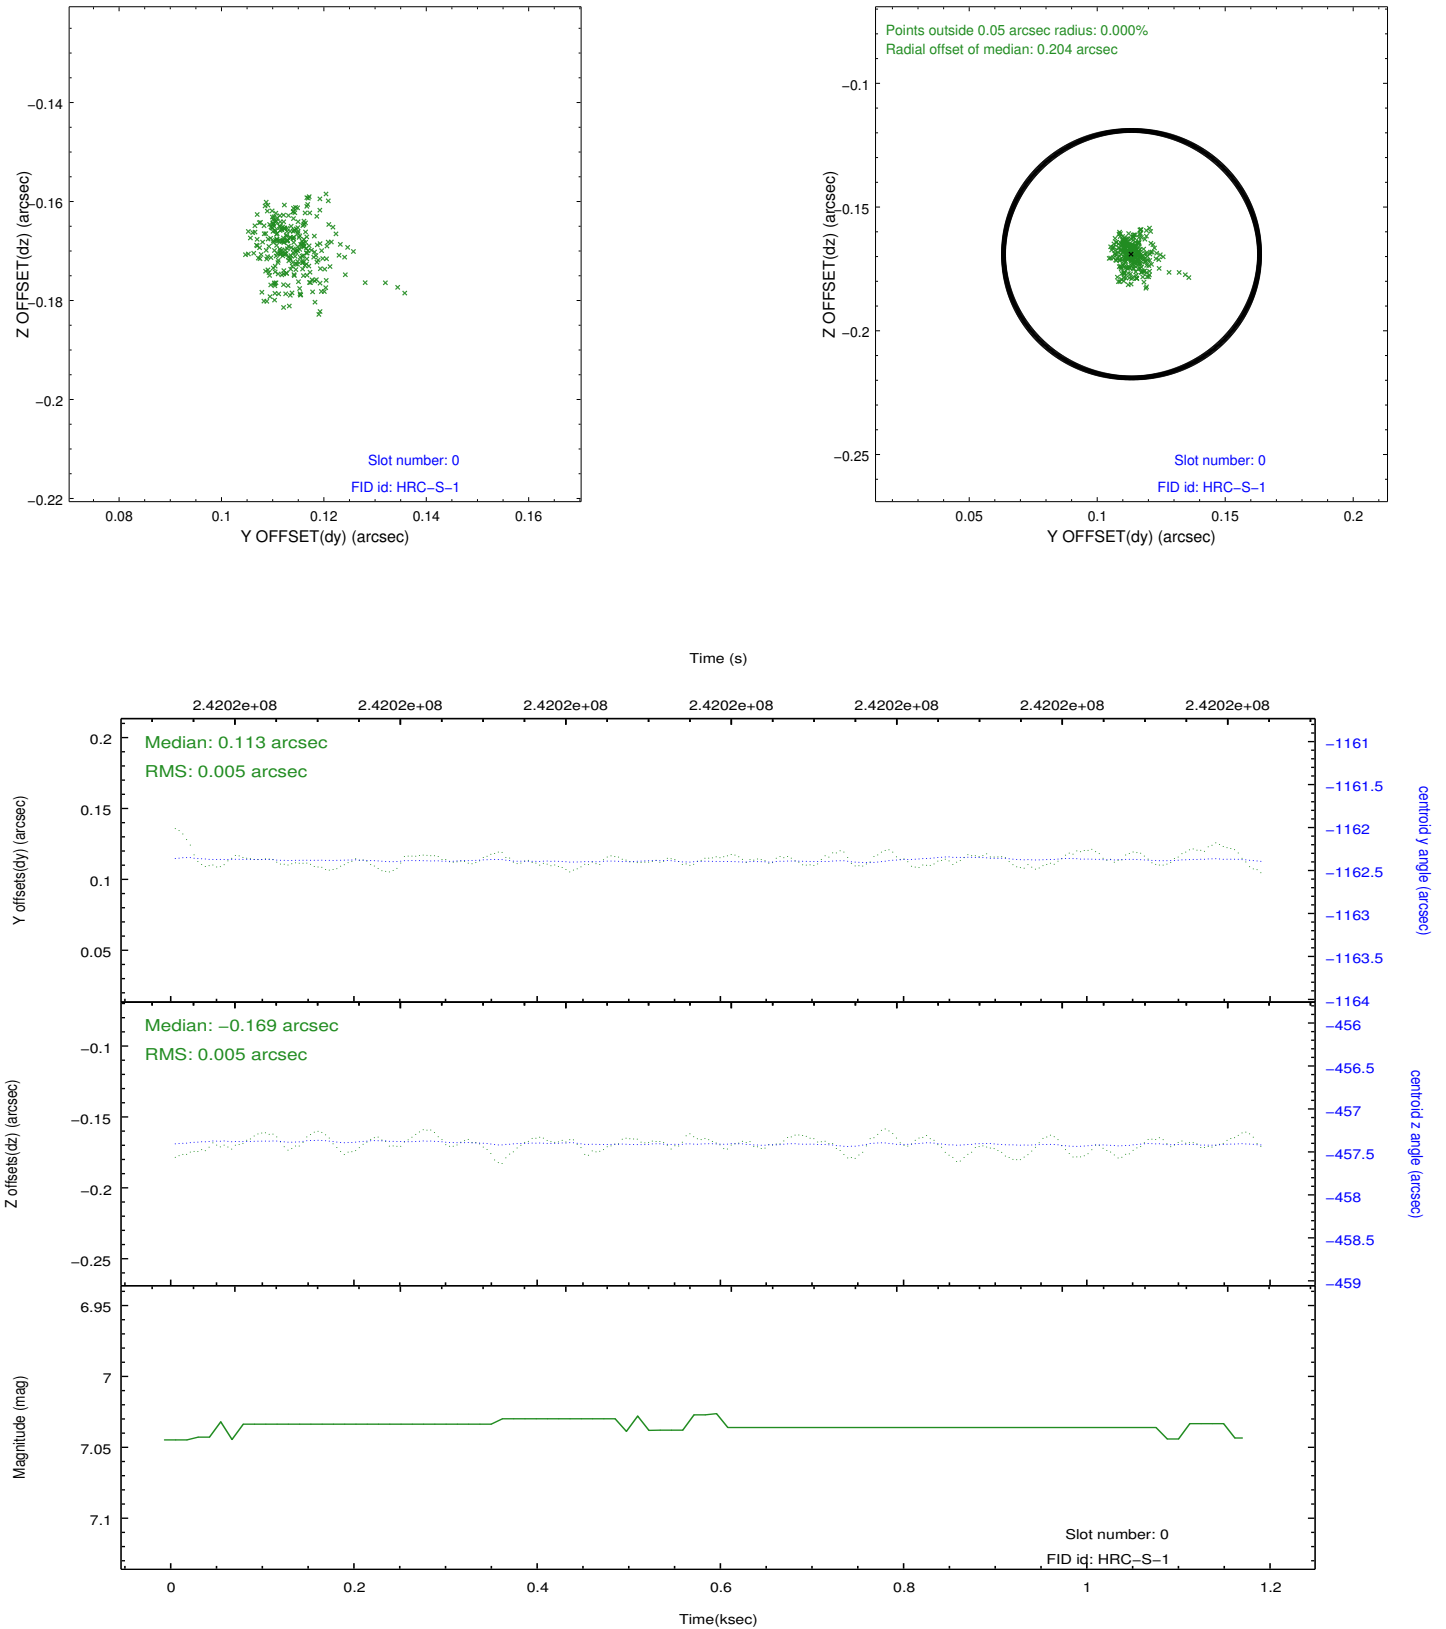 −0.14
−0.16
−0.18
−0.2
−0.22
Z OFFSET(dz) (arcsec)
Slot number: 0
FID id: HRC−S−1
0.08 0.1 0.12 0.14 0.16
Y OFFSET(dy) (arcsec)
Points outside 0.05 arcsec radius: 0.000%
Radial offset of median: 0.204 arcsec
−0.1
−0.15
−0.2
−0.25
Z OFFSET(dz) (arcsec)
Slot number: 0
FID id: HRC−S−1
0.05 0.1 0.15 0.2
Y OFFSET(dy) (arcsec)
Time (s)
2.4202e+08 2.4202e+08 2.4202e+08 2.4202e+08 2.4202e+08 2.4202e+08 2.4202e+08
Median: 0.113 arcsec
RMS: 0.005 arcsec
0.2
0.15
0.1
0.05
Y offsets(dy) (arcsec)
−1161
−1161.5
−1162
−1162.5
−1163
−1163.5
−1164
centroid y angle (arcsec)
Median: −0.169 arcsec
RMS: 0.005 arcsec
−0.1
−0.15
−0.2
−0.25
Z offsets(dz) (arcsec)
−456
−456.5
−457
−457.5
−458
−458.5
−459
centroid z angle (arcsec)
6.95
7
7.05
7.1
Magnitude (mag)
Slot number: 0
FID id: HRC−S−1
0 0.2 0.4 0.6 0.8 1 1.2
Time(ksec)